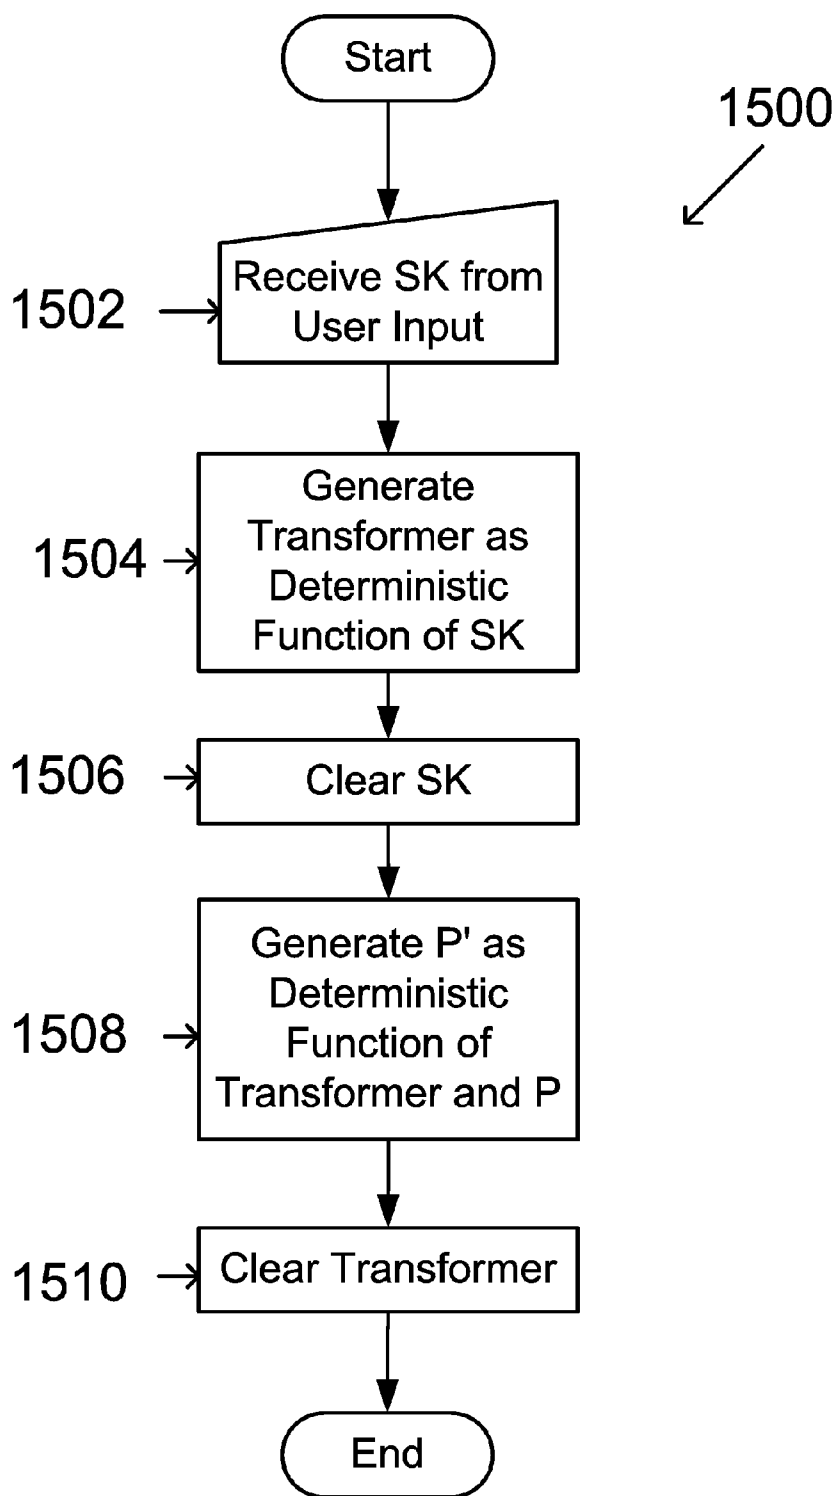 Start
1500
1502
Receive SK from
User Input
1504
Generate
Transformer as
Deterministic
Function of SK
1506
Clear SK
1508
Generate P' as
Deterministic
Function of
Transformer and P
1510
Clear Transformer
End